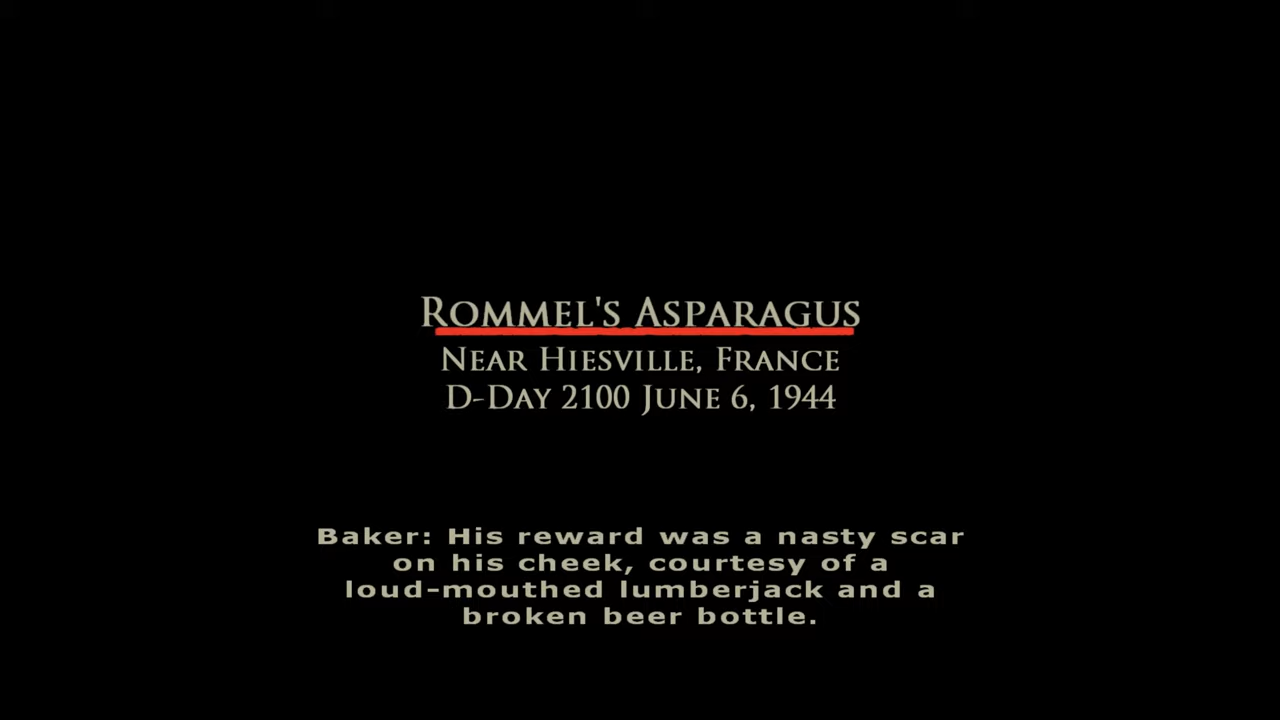 Rommel's Asparagus
Near Hiesville, France
D-Day 2100 June 6, 1944
Baker: His reward was a nasty scar
on his cheek, courtesy of a
loud-mouthed lumberjack and a
broken beer bottle.